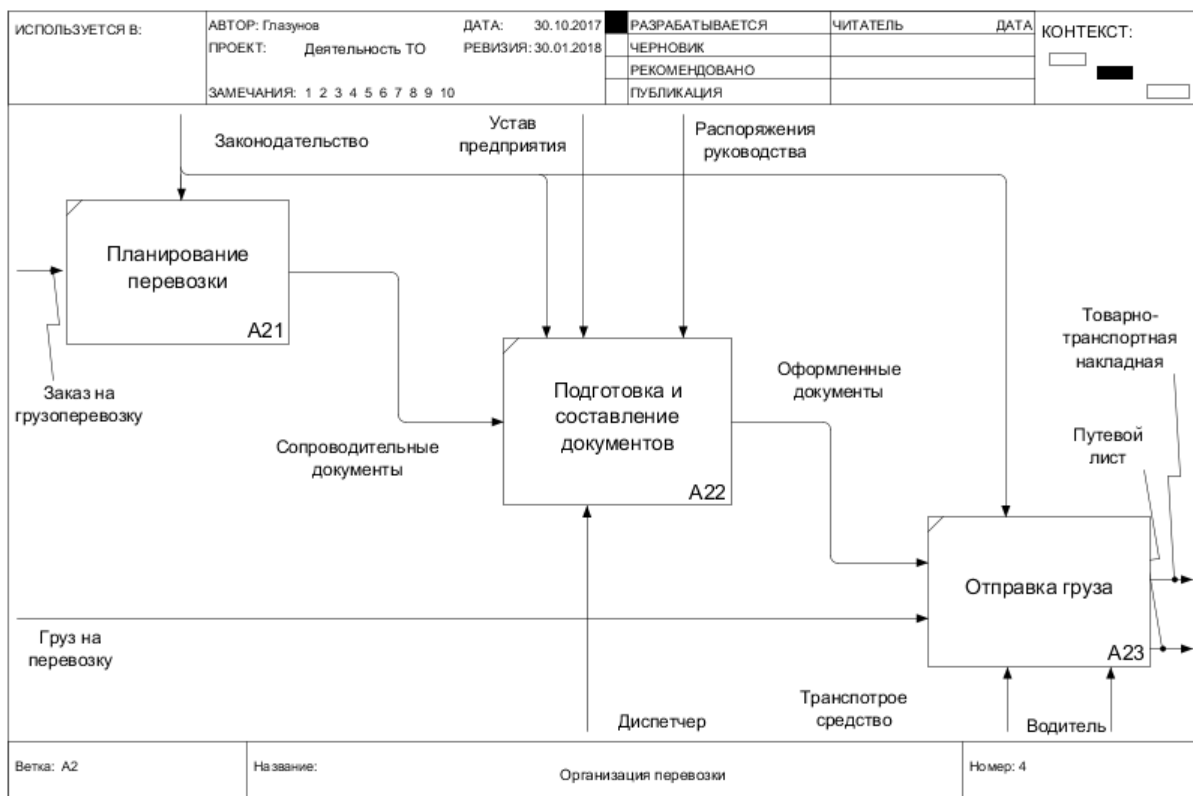 ИСПОЛЬЗУЕТСЯ В:
АВТОР: Глазунов
ДАТА: 30.10.2017
ПРОЕКТ: Деятельность ТО
РЕВИЗИЯ: 30.01.2018
ЗАМЕЧАНИЯ: 1 2 3 4 5 6 7 8 9 10
РАЗРАБАТЫВАЕТСЯ
ЧЕРНОВИК
РЕКОМЕНДОВАНО
ПУБЛИКАЦИЯ
ЧИТАТЕЛЬ
ДАТА
КОНТЕКСТ:
Законодательство
Устав
предприятия
Распоряжения
руководства
Планирование
перевозки
A21
Заказ на
грузоперевозку
Сопроводительные
документы
Подготовка и
составление
документов
A22
Оформленные
документы
Товарно-
транспортная
накладная
Путевой
лист
Отправка груза
A23
Груз на
перевозку
Диспетчер
Транспотрое
средство
Водитель
Ветка: A2
Название:
Организация перевозки
Номер: 4